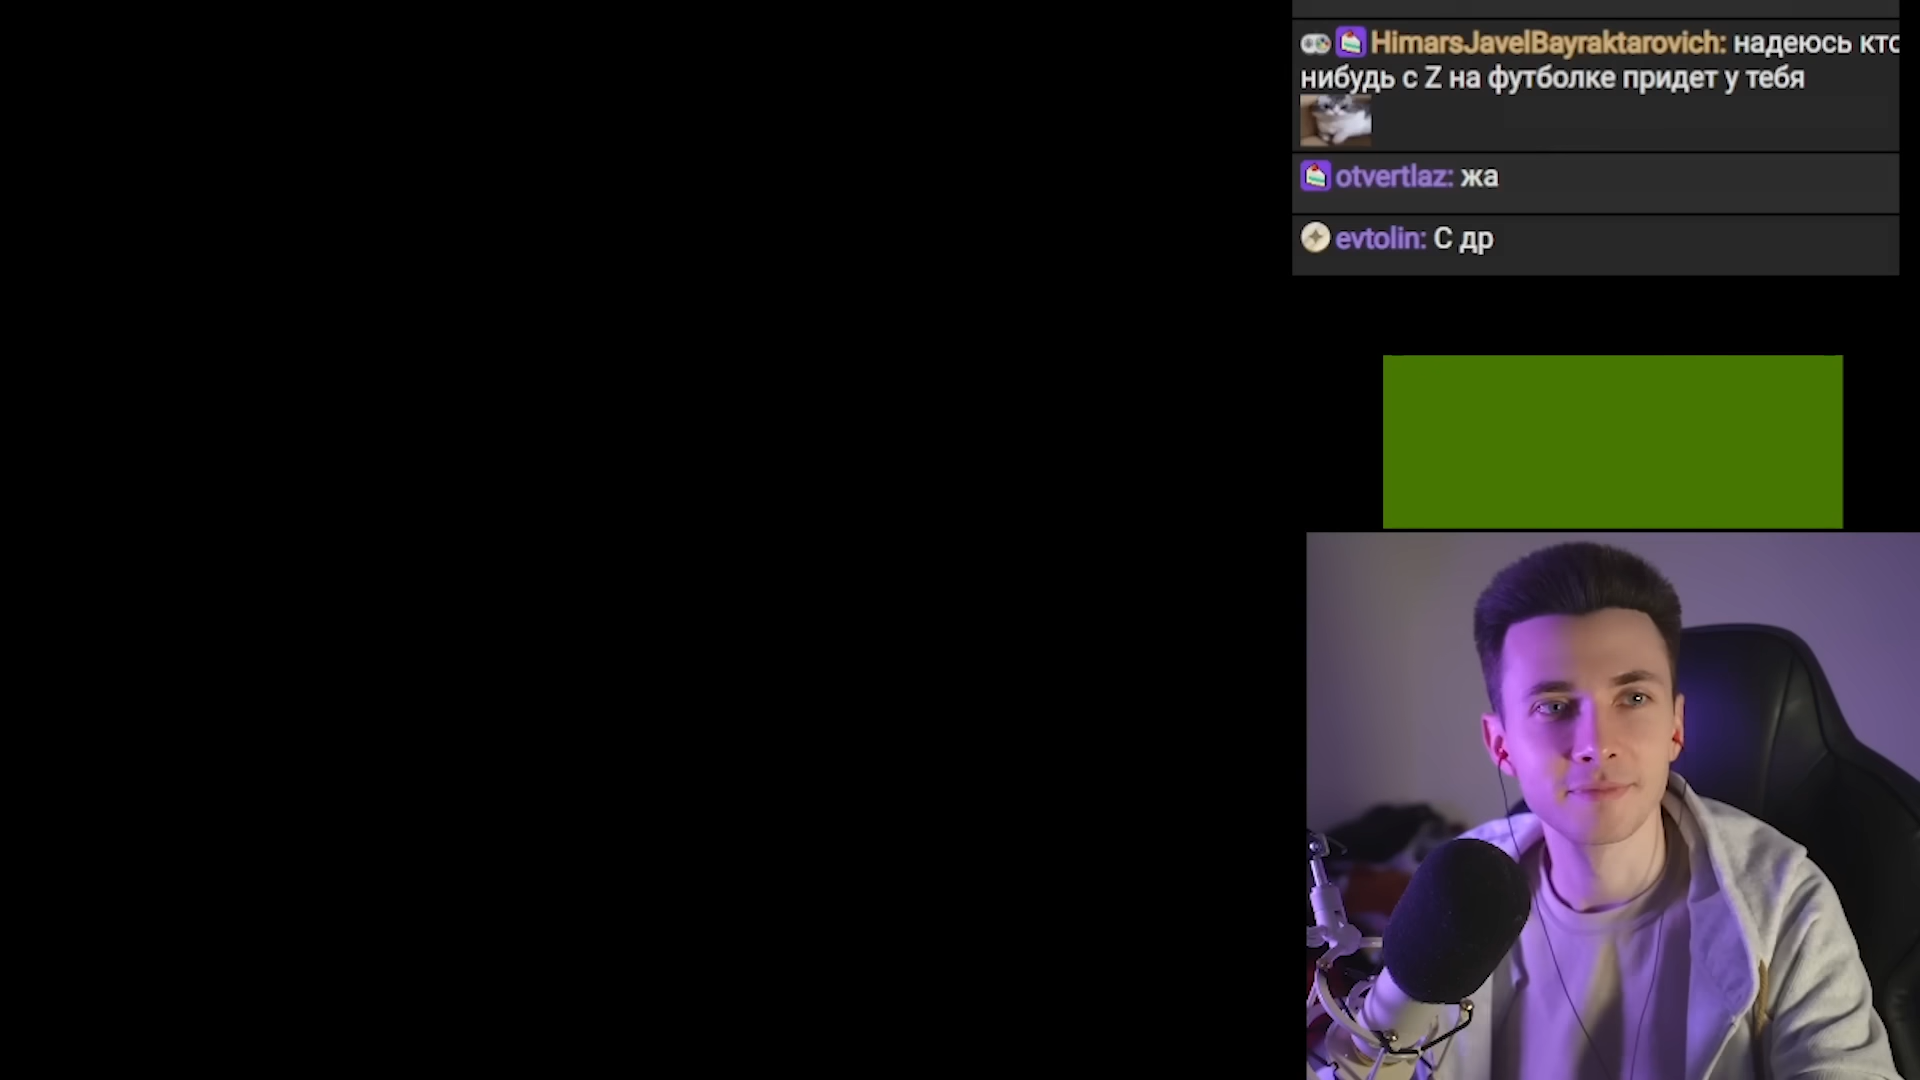 HimarsJavelBayraktarovich: надеюсь кто
нибудь с Z на футболке придет у тебя
otvertlaz: жа
evtolin: С др